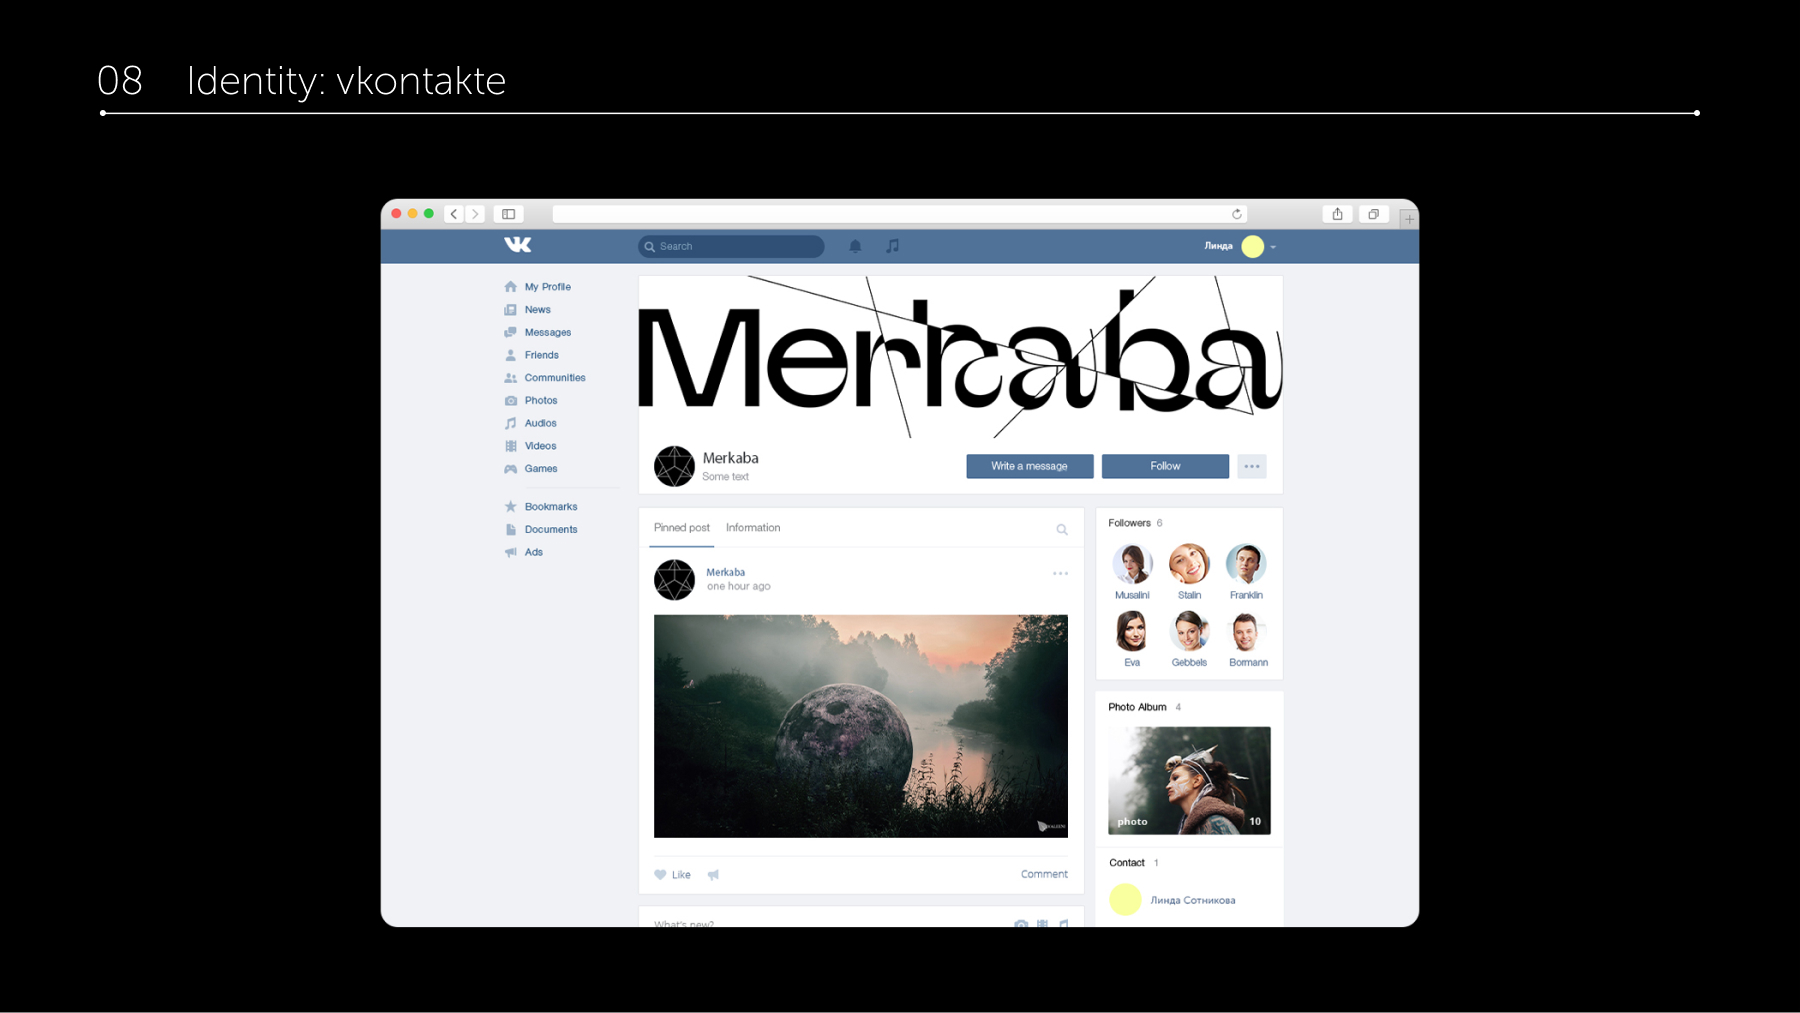 08 Identity: vkontakte
Search
Линда
My Profile
News
Messages
Friends
Communities
Photos
Audios
Videos
Games
Bookmarks
Documents
Ads
Merkaba
Merkaba
Some text
Write a message
Follow
Pinned post
Information
Merkaba
one hour ago
Like
Comment
What's new?
Followers 6
Musalini
Stalin
Franklin
Eva
Gebbels
Bormann
Photo Album 4
photo 10
Contact 1
Линда Сотникова